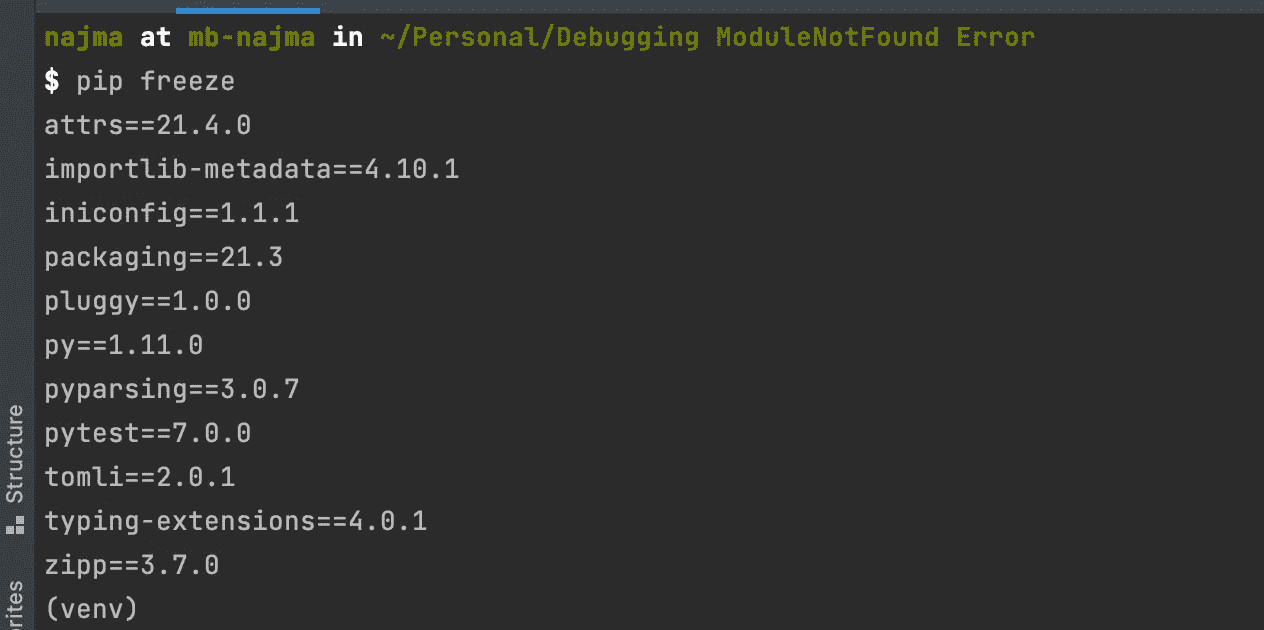 najma at mb-najma in ~/Personal/Debugging ModuleNotFound Error
$ pip freeze
attrs==21.4.0
importlib-metadata==4.10.1
iniconfig==1.1.1
packaging==21.3
pluggy==1.0.0
py==1.11.0
pyparsing==3.0.7
pytest==7.0.0
tomli==2.0.1
typing-extensions==4.0.1
zipp==3.7.0
(venv)
Structure